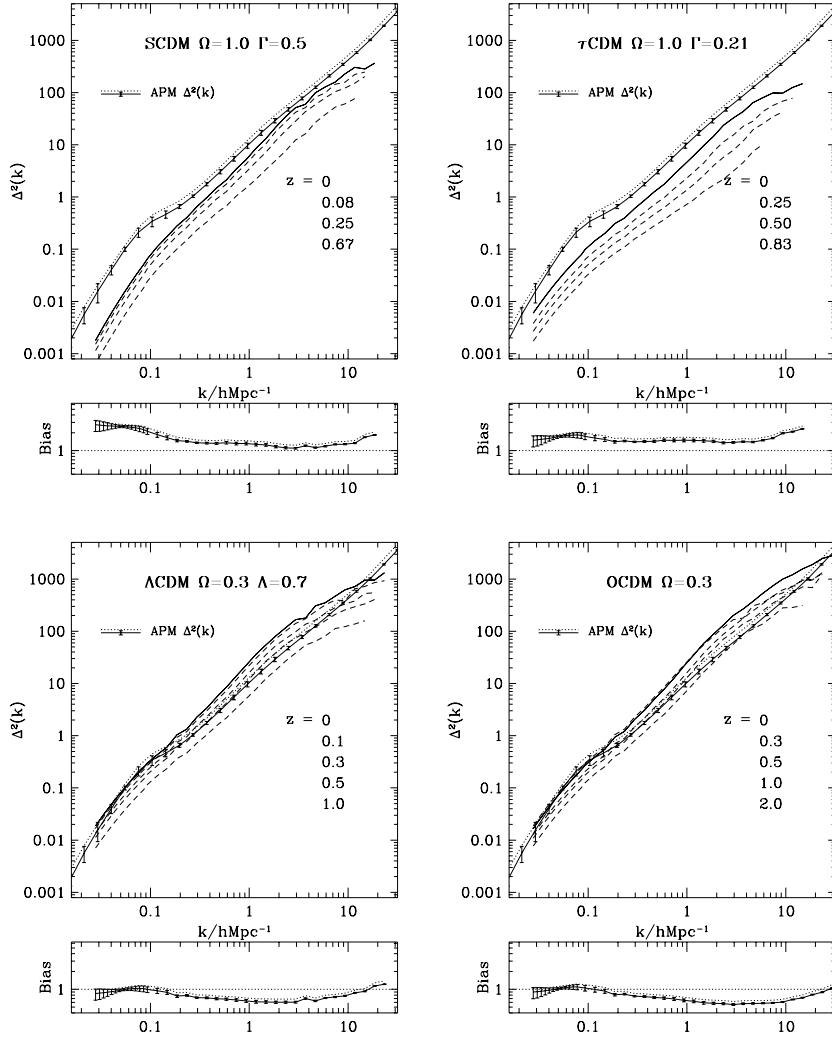 SCDM Ω=1.0 Γ=0.5
APM Δ²(k)
Δ²(k)
1000
100
10
1
0.1
0.01
0.001
z = 0
0.08
0.25
0.67
0.1
1
10
k/hMpc⁻¹
Bias
1
0.1
1
10
k/hMpc⁻¹
τCDM Ω=1.0 Γ=0.21
APM Δ²(k)
Δ²(k)
1000
100
10
1
0.1
0.01
0.001
z = 0
0.25
0.50
0.83
0.1
1
10
k/hMpc⁻¹
Bias
1
0.1
1
10
k/hMpc⁻¹
ΛCDM Ω=0.3 Λ=0.7
APM Δ²(k)
Δ²(k)
1000
100
10
1
0.1
0.01
0.001
z = 0
0.1
0.3
0.5
1.0
0.1
1
10
k/hMpc⁻¹
Bias
1
0.1
1
10
OCDM Ω=0.3
APM Δ²(k)
Δ²(k)
1000
100
10
1
0.1
0.01
0.001
z = 0
0.3
0.5
1.0
2.0
0.1
1
10
k/hMpc⁻¹
Bias
1
0.1
1
10